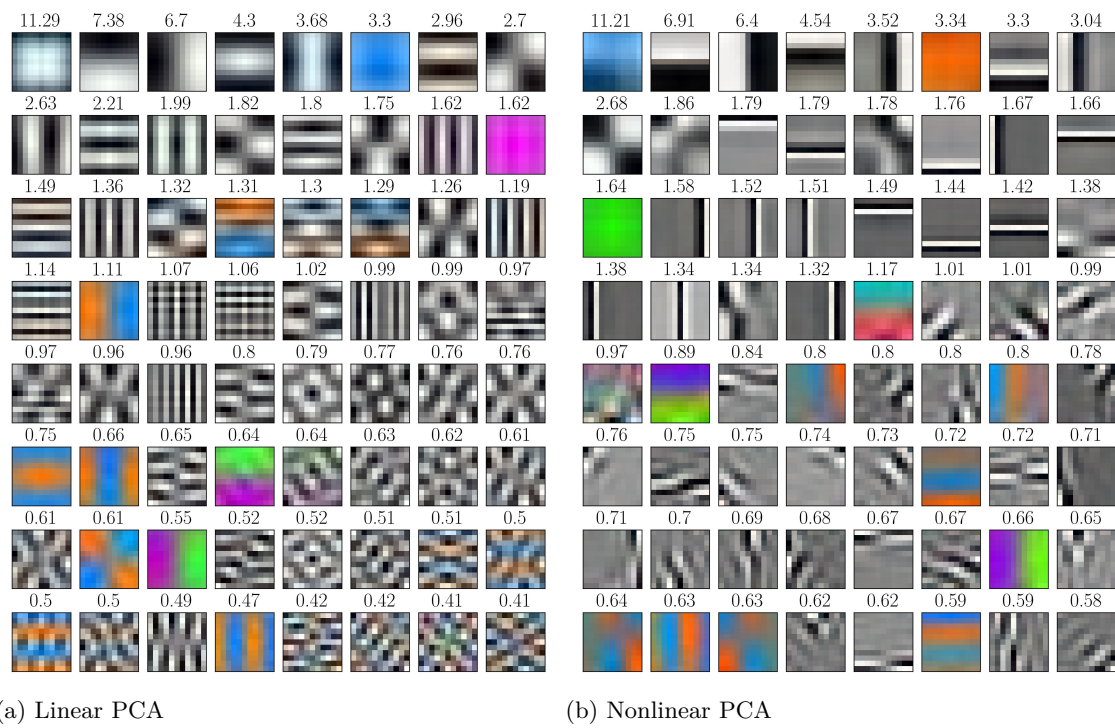 11.29 7.38 6.7 4.3 3.68 3.3 2.96 2.7
2.63 2.21 1.99 1.82 1.8 1.75 1.62 1.62
1.49 1.36 1.32 1.31 1.3 1.29 1.26 1.19
1.14 1.11 1.07 1.06 1.02 0.99 0.99 0.97
0.97 0.96 0.96 0.8 0.79 0.77 0.76 0.76
0.75 0.66 0.65 0.64 0.64 0.63 0.62 0.61
0.61 0.61 0.55 0.52 0.52 0.51 0.51 0.5
0.5 0.5 0.49 0.47 0.42 0.42 0.41 0.41
(a) Linear PCA
11.21 6.91 6.4 4.54 3.52 3.34 3.3 3.04
2.68 1.86 1.79 1.79 1.78 1.76 1.67 1.66
1.64 1.58 1.52 1.51 1.49 1.44 1.42 1.38
1.38 1.34 1.34 1.32 1.17 1.01 1.01 0.99
0.97 0.89 0.84 0.8 0.8 0.8 0.8 0.78
0.76 0.75 0.75 0.74 0.73 0.72 0.72 0.71
0.71 0.7 0.69 0.68 0.67 0.67 0.66 0.65
0.64 0.63 0.63 0.62 0.62 0.59 0.59 0.58
(b) Nonlinear PCA